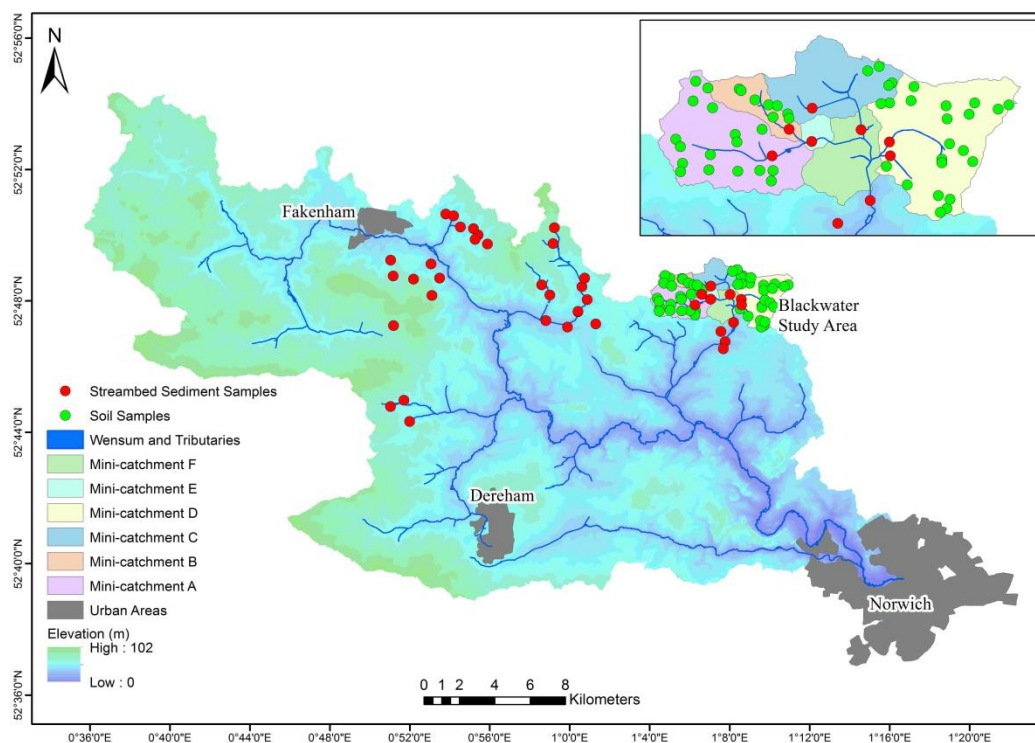 52°56'0"N
52°52'0"N
52°48'0"N
52°44'0"N
52°40'0"N
52°36'0"N
N
Fakenham
Blackwater
Study Area
Dereham
Norwich
Streambed Sediment Samples
Soil Samples
Wensum and Tributaries
Mini-catchment F
Mini-catchment E
Mini-catchment D
Mini-catchment C
Mini-catchment B
Mini-catchment A
Urban Areas
Elevation (m)
High : 102
Low : 0
0 1 2 4 6 8
Kilometers
0°36'0"E 0°40'0"E 0°44'0"E 0°48'0"E 0°52'0"E 0°56'0"E 1°0'0"E 1°4'0"E 1°8'0"E 1°12'0"E 1°16'0"E 1°20'0"E